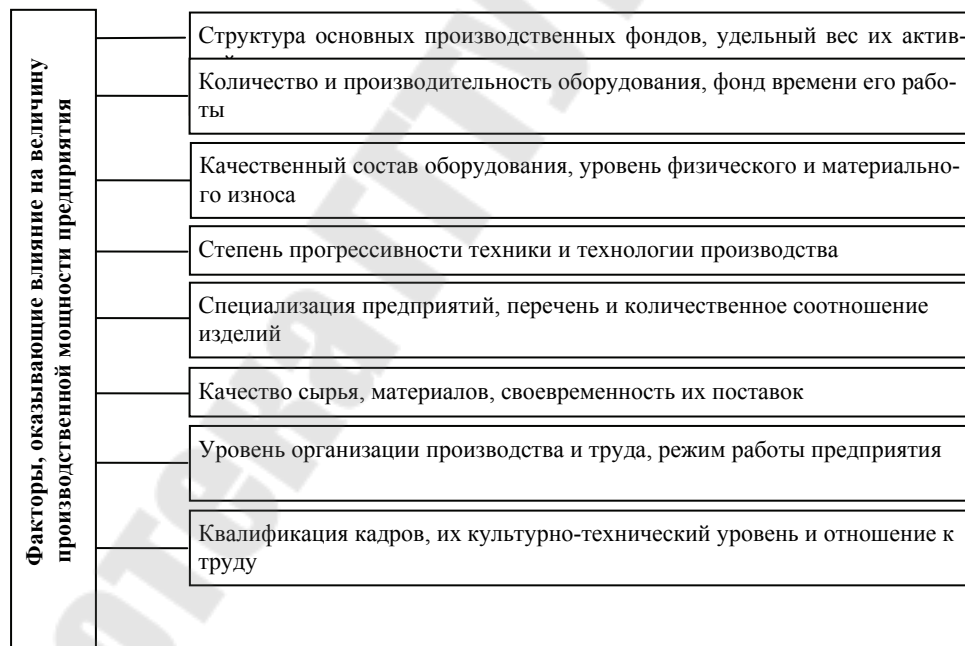 Факторы, оказывающие влияние на величину
производственной мощности предприятия
Структура основных производственных фондов, удельный вес их актив-
Количество и производительность оборудования, фонд времени его рабо-
ты
Качественный состав оборудования, уровень физического и материально-
го износа
Степень прогрессивности техники и технологии производства
Специализация предприятий, перечень и количественное соотношение
изделий
Качество сырья, материалов, своевременность их поставок
Уровень организации производства и труда, режим работы предприятия
Квалификация кадров, их культурно-технический уровень и отношение к
труду